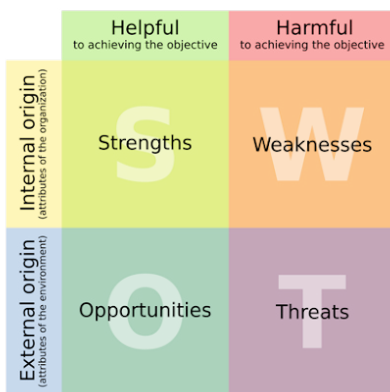 Helpful
to achieving the objective
Harmful
to achieving the objective
Internal origin
(attributes of the organization)
S
Strengths
W
Weaknesses
External origin
(attributes of the environment)
O
Opportunities
T
Threats